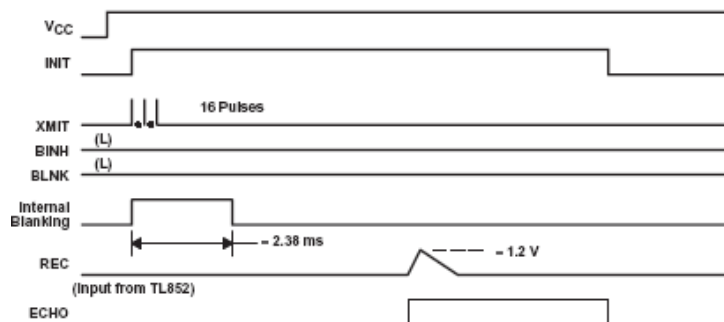 VCC
INIT
16 Pulses
XMIT
(L)
BINH
(L)
BLNK
Internal
Blanking
~ 2.38 ms
~ 1.2 V
REC
(Input from TL852)
ECHO